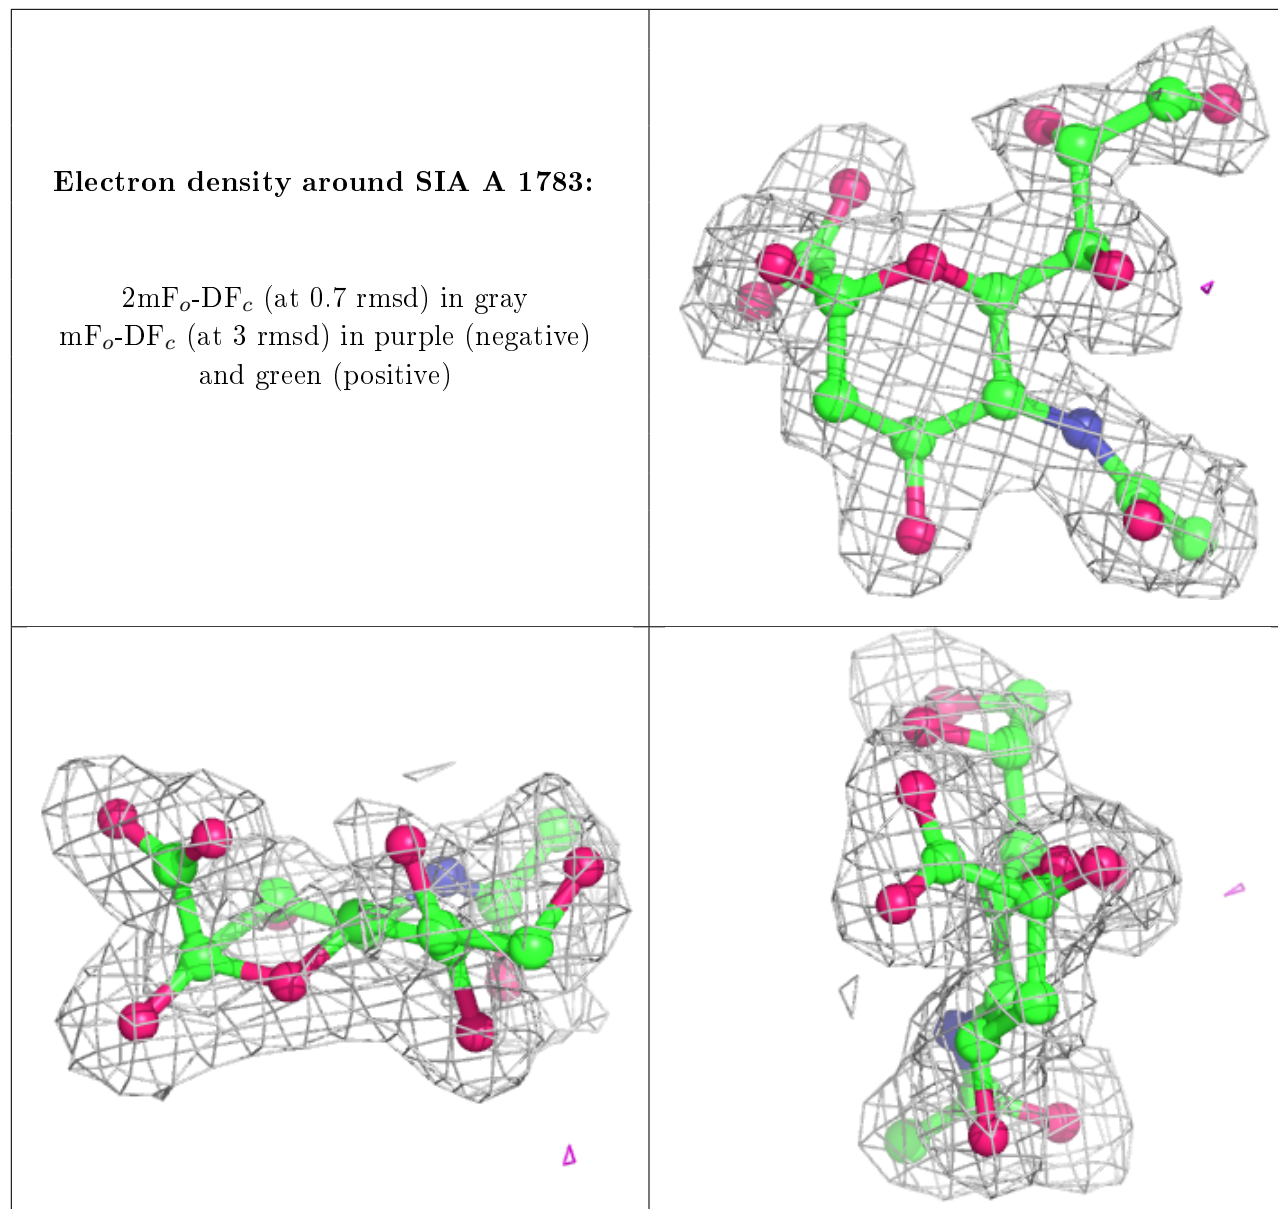 Electron density around SIA A 1783:
2mFₒ-DF𝒸 (at 0.7 rmsd) in gray
mFₒ-DF𝒸 (at 3 rmsd) in purple (negative)
and green (positive)